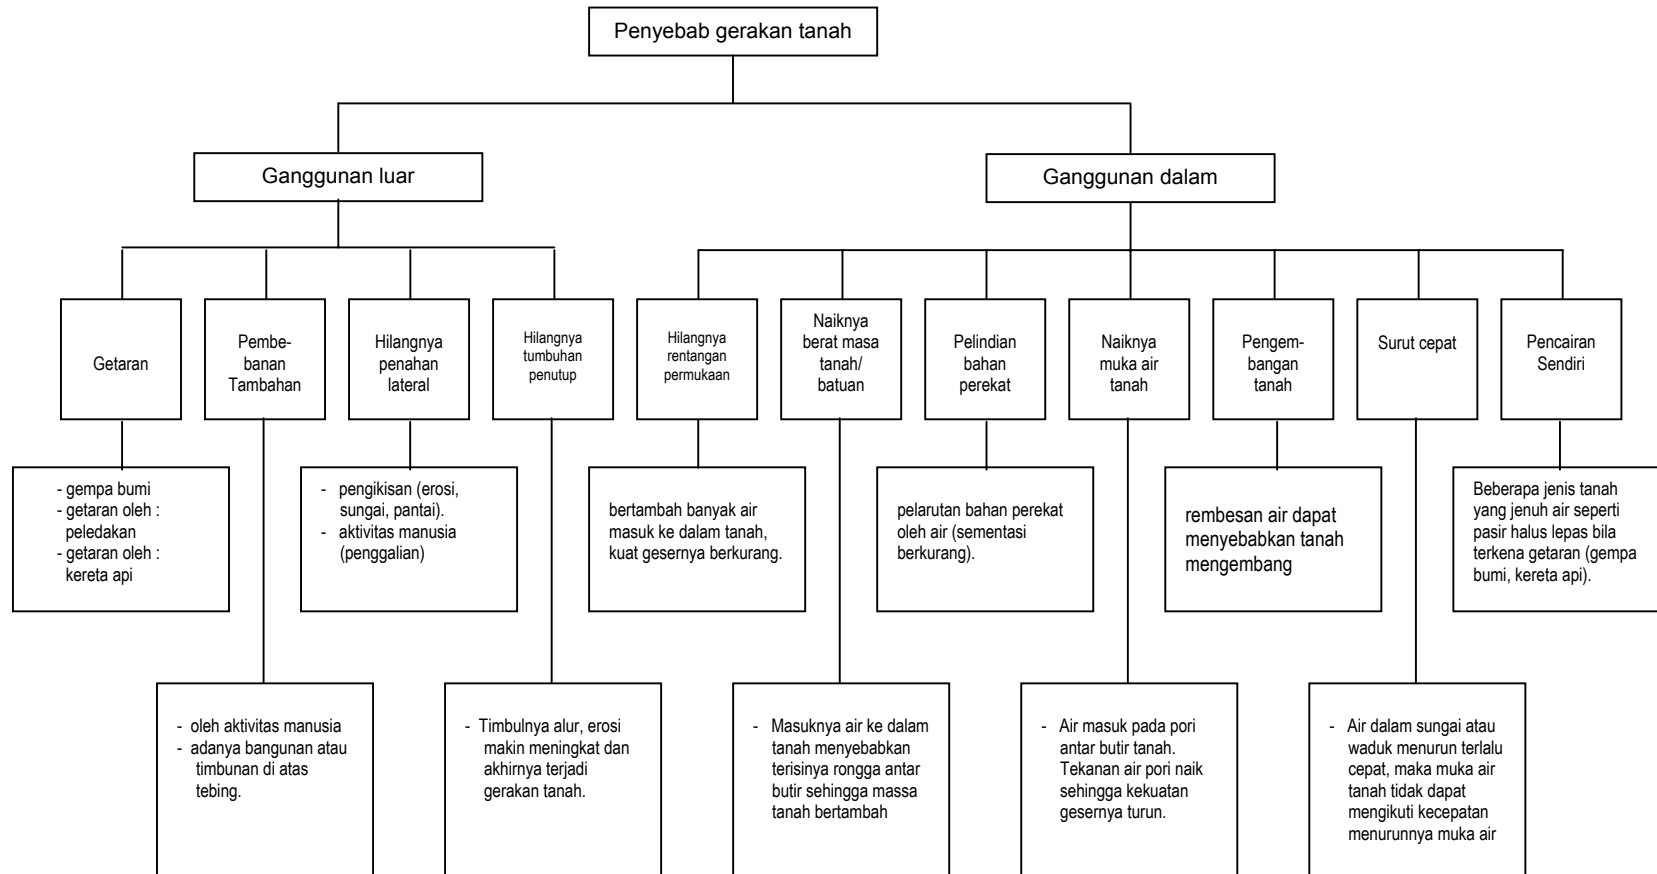 Penyebab gerakan tanah
Ganggunan luar
Ganggunan dalam
Getaran
Pembe-
banan
Tambahan
Hilangnya
penahan
lateral
Hilangnya
tumbuhan
penutup
Hilangnya
rentangan
permukaan
Naiknya
berat masa
tanah/
batuan
Pelindian
bahan
perekat
Naiknya
muka air
tanah
Pengem-
bangan
tanah
Surut cepat
Pencairan
Sendiri
- gempa bumi
- getaran oleh :
peledakan
- getaran oleh :
kereta api
- pengikisan (erosi,
sungai, pantai).
- aktivitas manusia
(penggalian)
bertambah banyak air
masuk ke dalam tanah,
kuat gesernya berkurang.
pelarutan bahan perekat
oleh air (sementasi
berkurang).
rembesan air dapat
menyebabkan tanah
mengembang
Beberapa jenis tanah
yang jenuh air seperti
pasir halus lepas bila
terkena getaran (gempa
bumi, kereta api).
- oleh aktivitas manusia
- adanya bangunan atau
timbunan di atas
tebing.
- Timbulnya alur, erosi
makin meningkat dan
akhirnya terjadi
gerakan tanah.
- Masuknya air ke dalam
tanah menyebabkan
terisinya rongga antar
butir sehingga massa
tanah bertambah
- Air masuk pada pori
antar butir tanah.
Tekanan air pori naik
sehingga kekuatan
gesernya turun.
- Air dalam sungai atau
waduk menurun terlalu
cepat, maka muka air
tanah tidak dapat
mengikuti kecepatan
menurunnya muka air